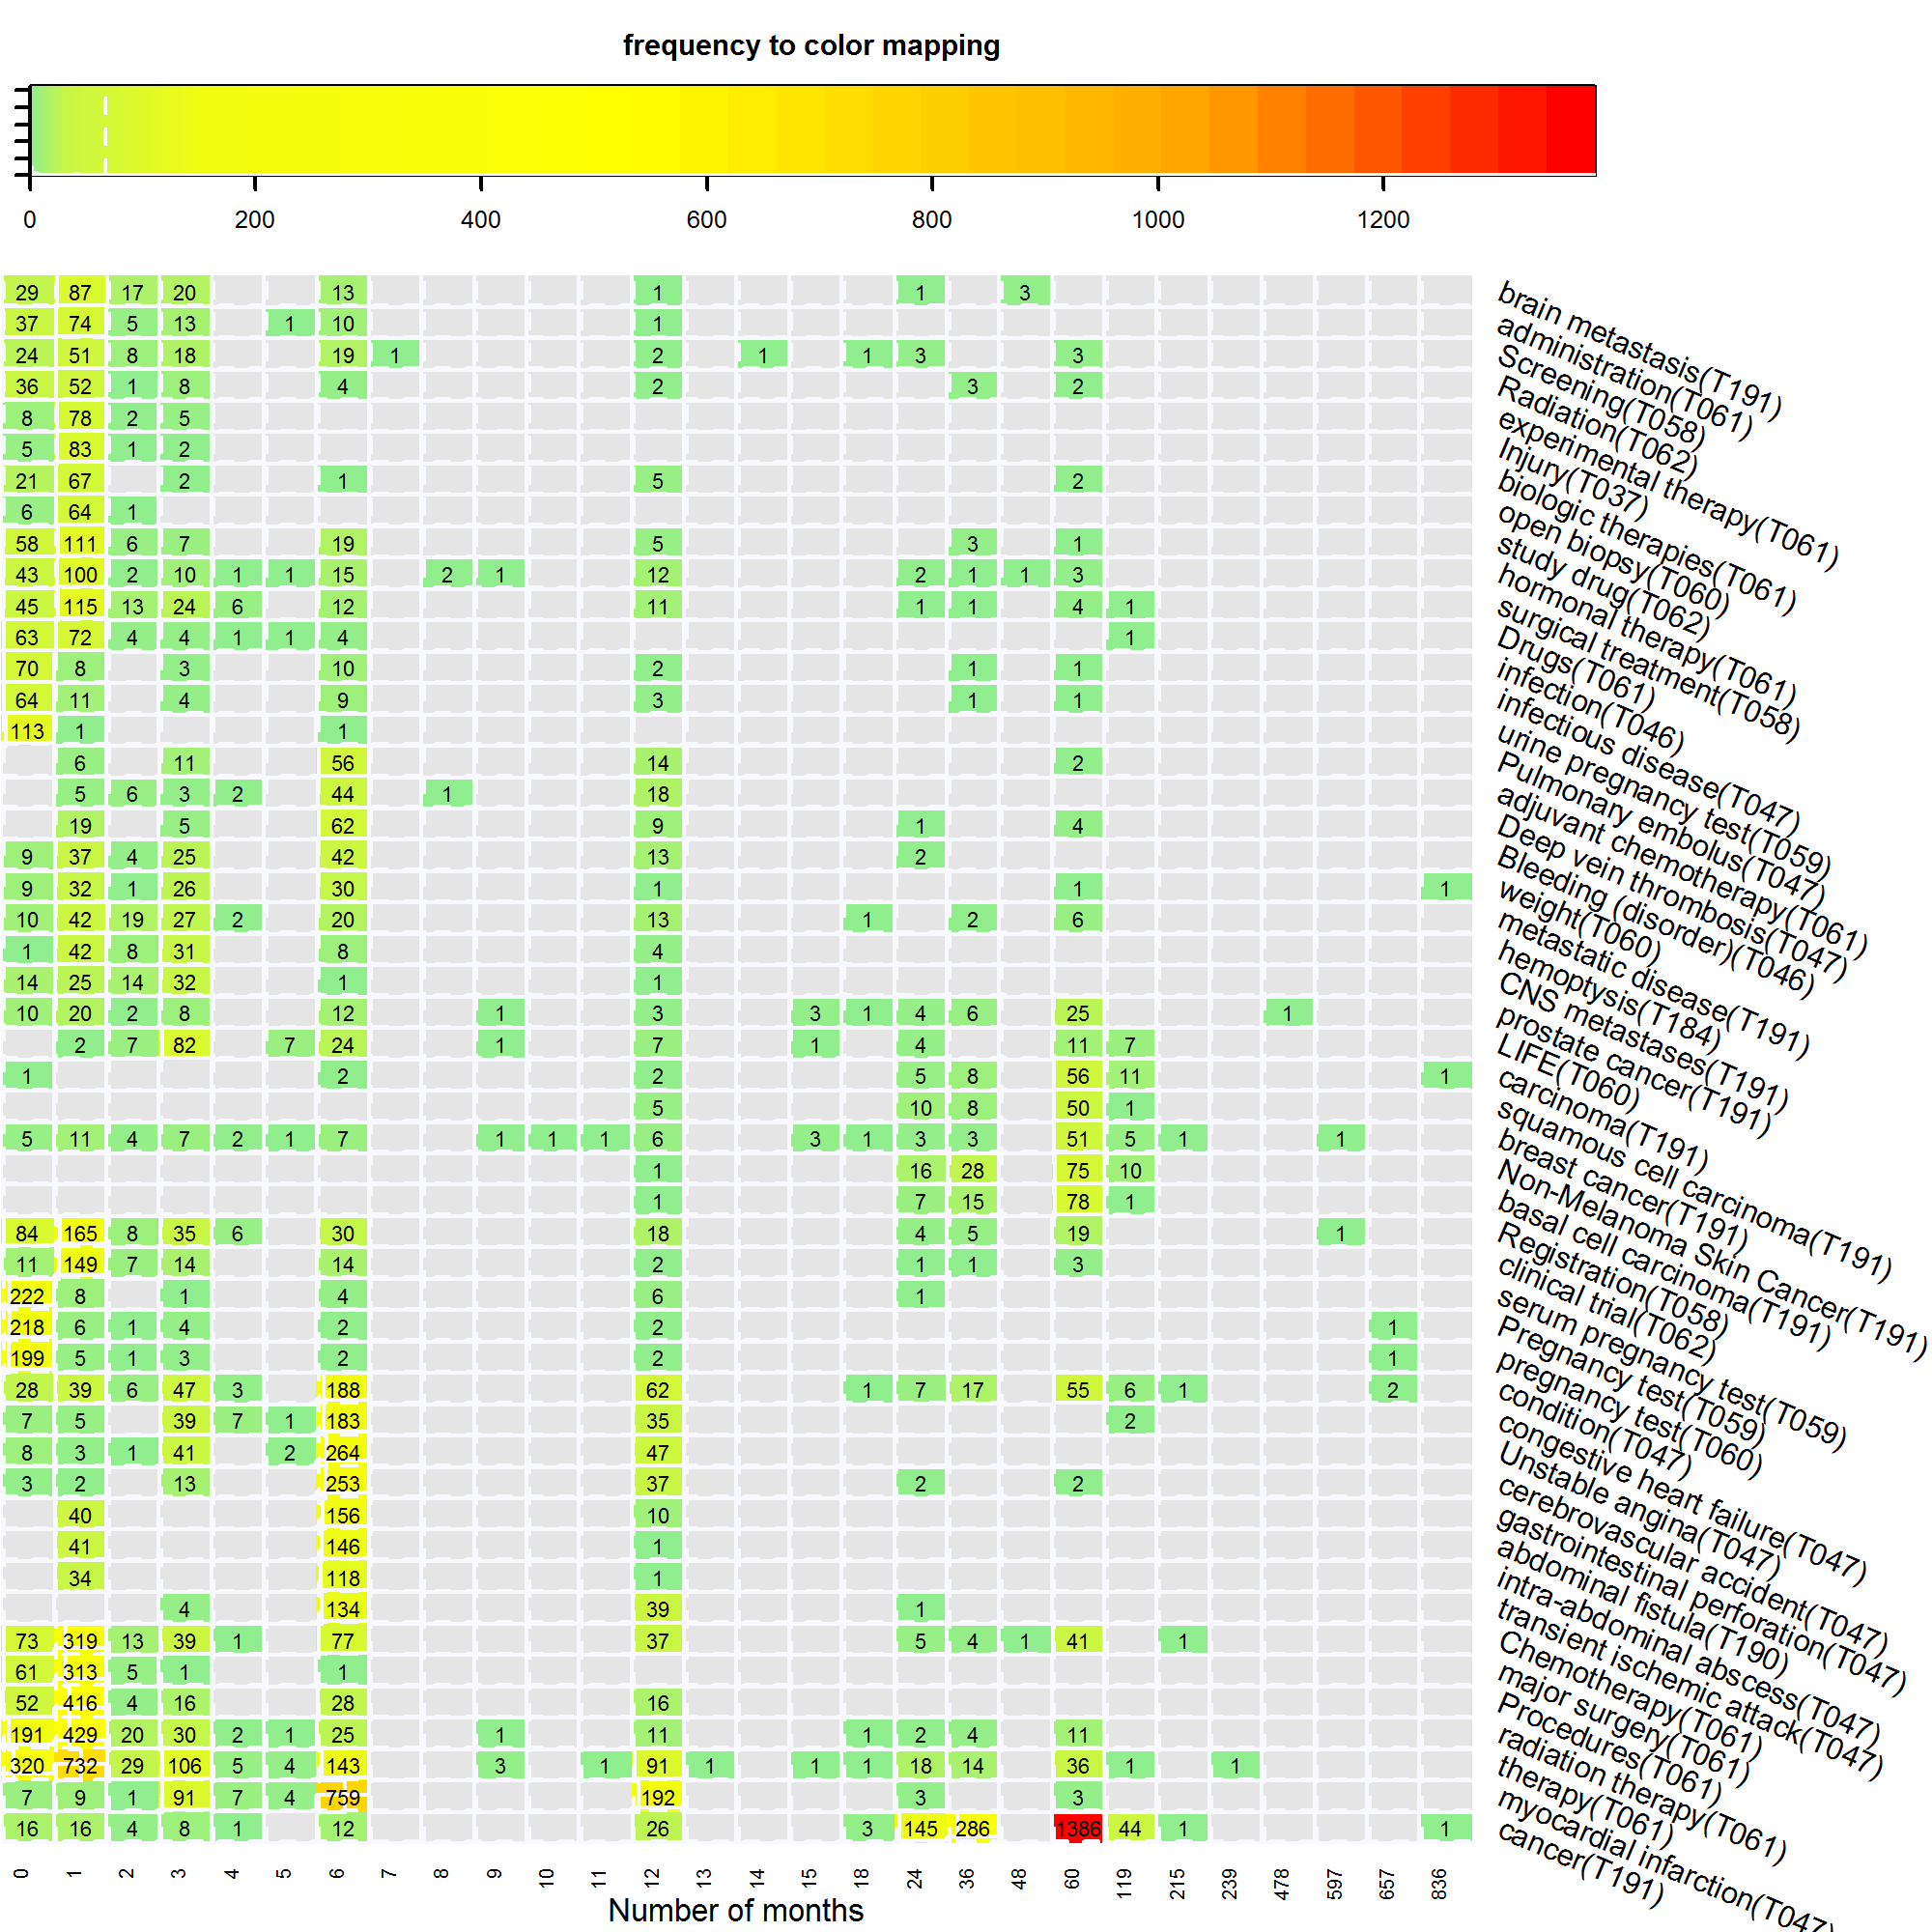 frequency to color mapping
0 200 400 600 800 1000 1200
29 87 17 20 13 1 1 3 brain metastasis(T191)
37 74 5 13 1 10 1 administration(T061)
24 51 8 18 19 1 2 1 1 3 3 Screening(T058)
36 52 1 8 4 2 3 2 Radiation(T062)
8 78 2 5 experimental therapy(T061)
5 83 1 2 Injury(T037)
21 67 2 1 5 2 biologic therapies(T061)
6 64 1 open biopsy(T060)
58 111 6 7 19 5 3 1 study drug(T062)
43 100 2 10 1 1 15 2 1 12 2 1 1 3 hormonal therapy(T061)
45 115 13 24 6 12 11 1 1 4 1 surgical treatment(T058)
63 72 4 4 1 1 4 1 Drugs(T061)
70 8 3 10 2 1 1 infection(T046)
64 11 4 9 3 1 1 infectious disease(T047)
113 1 1 urine pregnancy test(T059)
6 11 56 14 2 Pulmonary embolus(T047)
5 6 3 2 44 1 18 adjuvant chemotherapy(T061)
19 5 62 9 1 4 Deep vein thrombosis(T047)
9 37 4 25 42 13 2 Bleeding (disorder)(T046)
9 32 1 26 30 1 1 1 weight(T060)
10 42 19 27 2 20 13 1 2 6 metastatic disease(T191)
1 42 8 31 8 4 hemoptysis(T184)
14 25 14 32 1 1 CNS metastases(T191)
10 20 2 8 12 1 3 3 1 4 6 25 1 prostate cancer(T191)
2 7 82 7 24 1 7 1 4 11 7 LIFE(T060)
1 2 2 5 8 56 11 1 carcinoma(T191)
5 10 8 50 1 squamous cell carcinoma(T191)
5 11 4 7 2 1 7 1 1 1 6 3 1 3 3 51 5 1 1 breast cancer(T191)
1 16 28 75 10 Non-Melanoma Skin Cancer(T191)
1 7 15 78 1 basal cell carcinoma(T191)
84 165 8 35 6 30 18 4 5 19 1 Registration(T058)
11 149 7 14 14 2 1 1 3 clinical trial(T062)
222 8 1 4 6 1 serum pregnancy test(T059)
218 6 1 4 2 2 1 Pregnancy test(T059)
199 5 1 3 2 2 1 pregnancy test(T060)
28 39 6 47 3 188 62 1 7 17 55 6 1 2 condition(T047)
7 5 39 7 1 183 35 2 congestive heart failure(T047)
8 3 1 41 2 264 47 Unstable angina(T047)
3 2 13 253 37 2 2 cerebrovascular accident(T047)
40 156 10 gastrointestinal perforation(T047)
41 146 1 abdominal fistula(T190)
34 118 1 intra-abdominal abscess(T047)
4 134 39 1 transient ischemic attack(T047)
73 319 13 39 1 77 37 5 4 1 41 1 Chemotherapy(T061)
61 313 5 1 1 major surgery(T061)
52 416 4 16 28 16 Procedures(T061)
191 429 20 30 2 1 25 1 11 1 2 4 11 radiation therapy(T061)
320 732 29 106 5 4 143 3 1 91 1 1 1 18 14 36 1 1 therapy(T061)
7 9 1 91 7 4 759 192 3 3 myocardial infarction(T047)
16 16 4 8 1 12 26 3 145 286 1386 44 1 1 cancer(T191)
0 1 2 3 4 5 6 7 8 9 10 11 12 13 14 15 18 24 36 48 60 119 215 239 478 597 657 836
Number of months